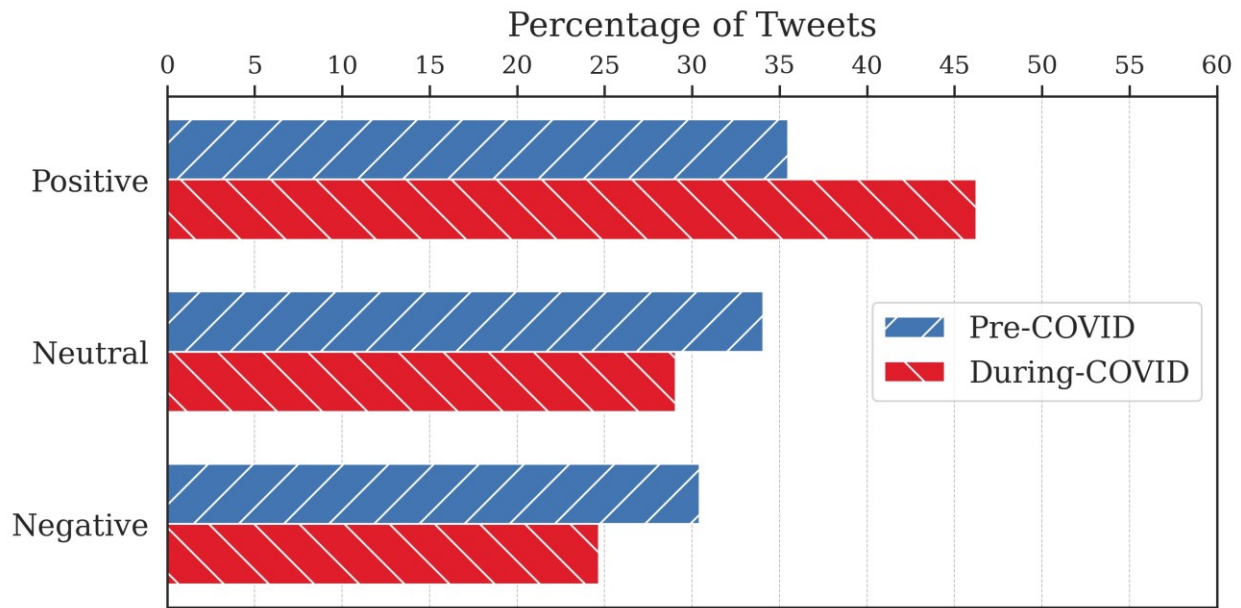 Percentage of Tweets
0 5 10 15 20 25 30 35 40 45 50 55 60
Positive
Neutral
Negative
Pre-COVID
During-COVID